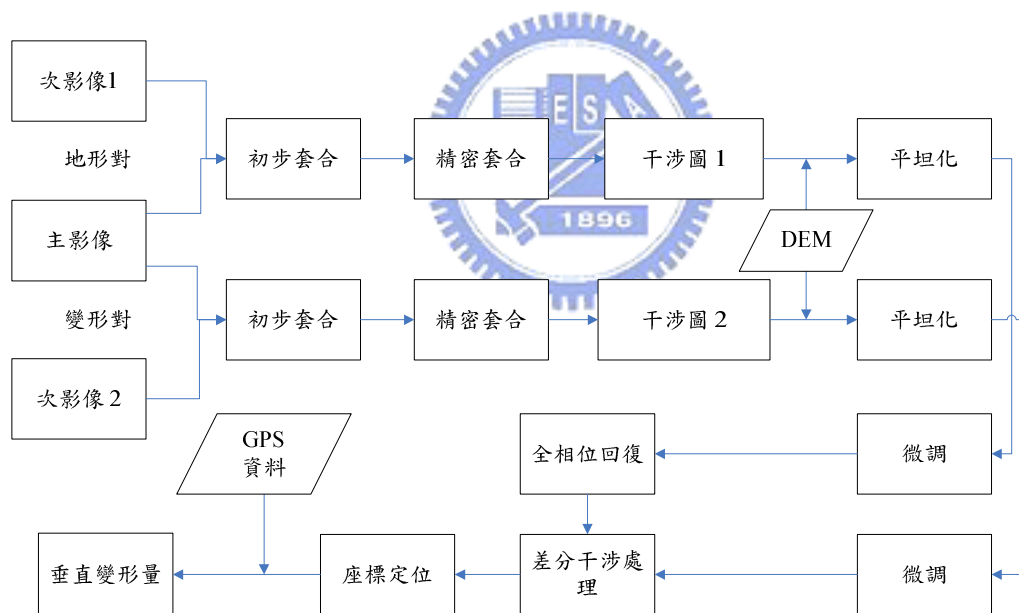 次影像1
地形對
初步套合
精密套合
干涉圖 1
平坦化
主影像
DEM
變形對
初步套合
精密套合
干涉圖 2
平坦化
次影像 2
GPS
資料
全相位回復
微調
垂直變形量
座標定位
差分干涉處
理
微調
E S A
1896